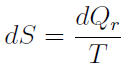 dS = \frac{dQ_r}{T}